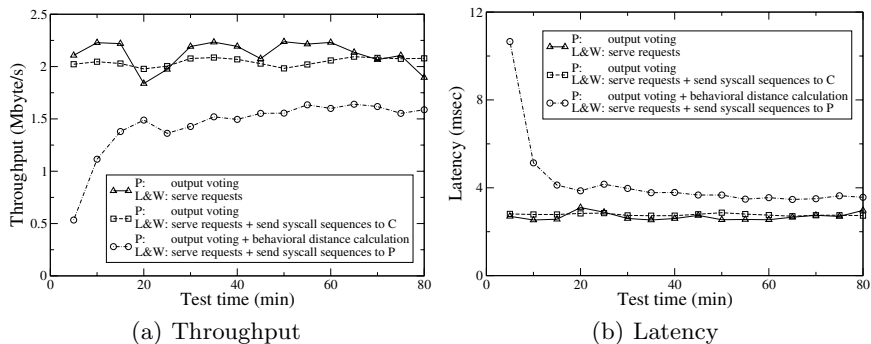 2.5
2
1.5
1
0.5
0
Throughput (Mbyte/s)
P: output voting
L&W: serve requests
P: output voting
L&W: serve requests + send syscall sequences to C
P: output voting + behavioral distance calculation
L&W: serve requests + send syscall sequences to P
0 20 40 60 80
Test time (min)
(a) Throughput
12
8
4
0
Latency (msec)
P: output voting
L&W: serve requests
P: output voting
L&W: serve requests + send syscall sequences to C
P: output voting + behavioral distance calculation
L&W: serve requests + send syscall sequences to P
0 20 40 60 80
Test time (min)
(b) Latency